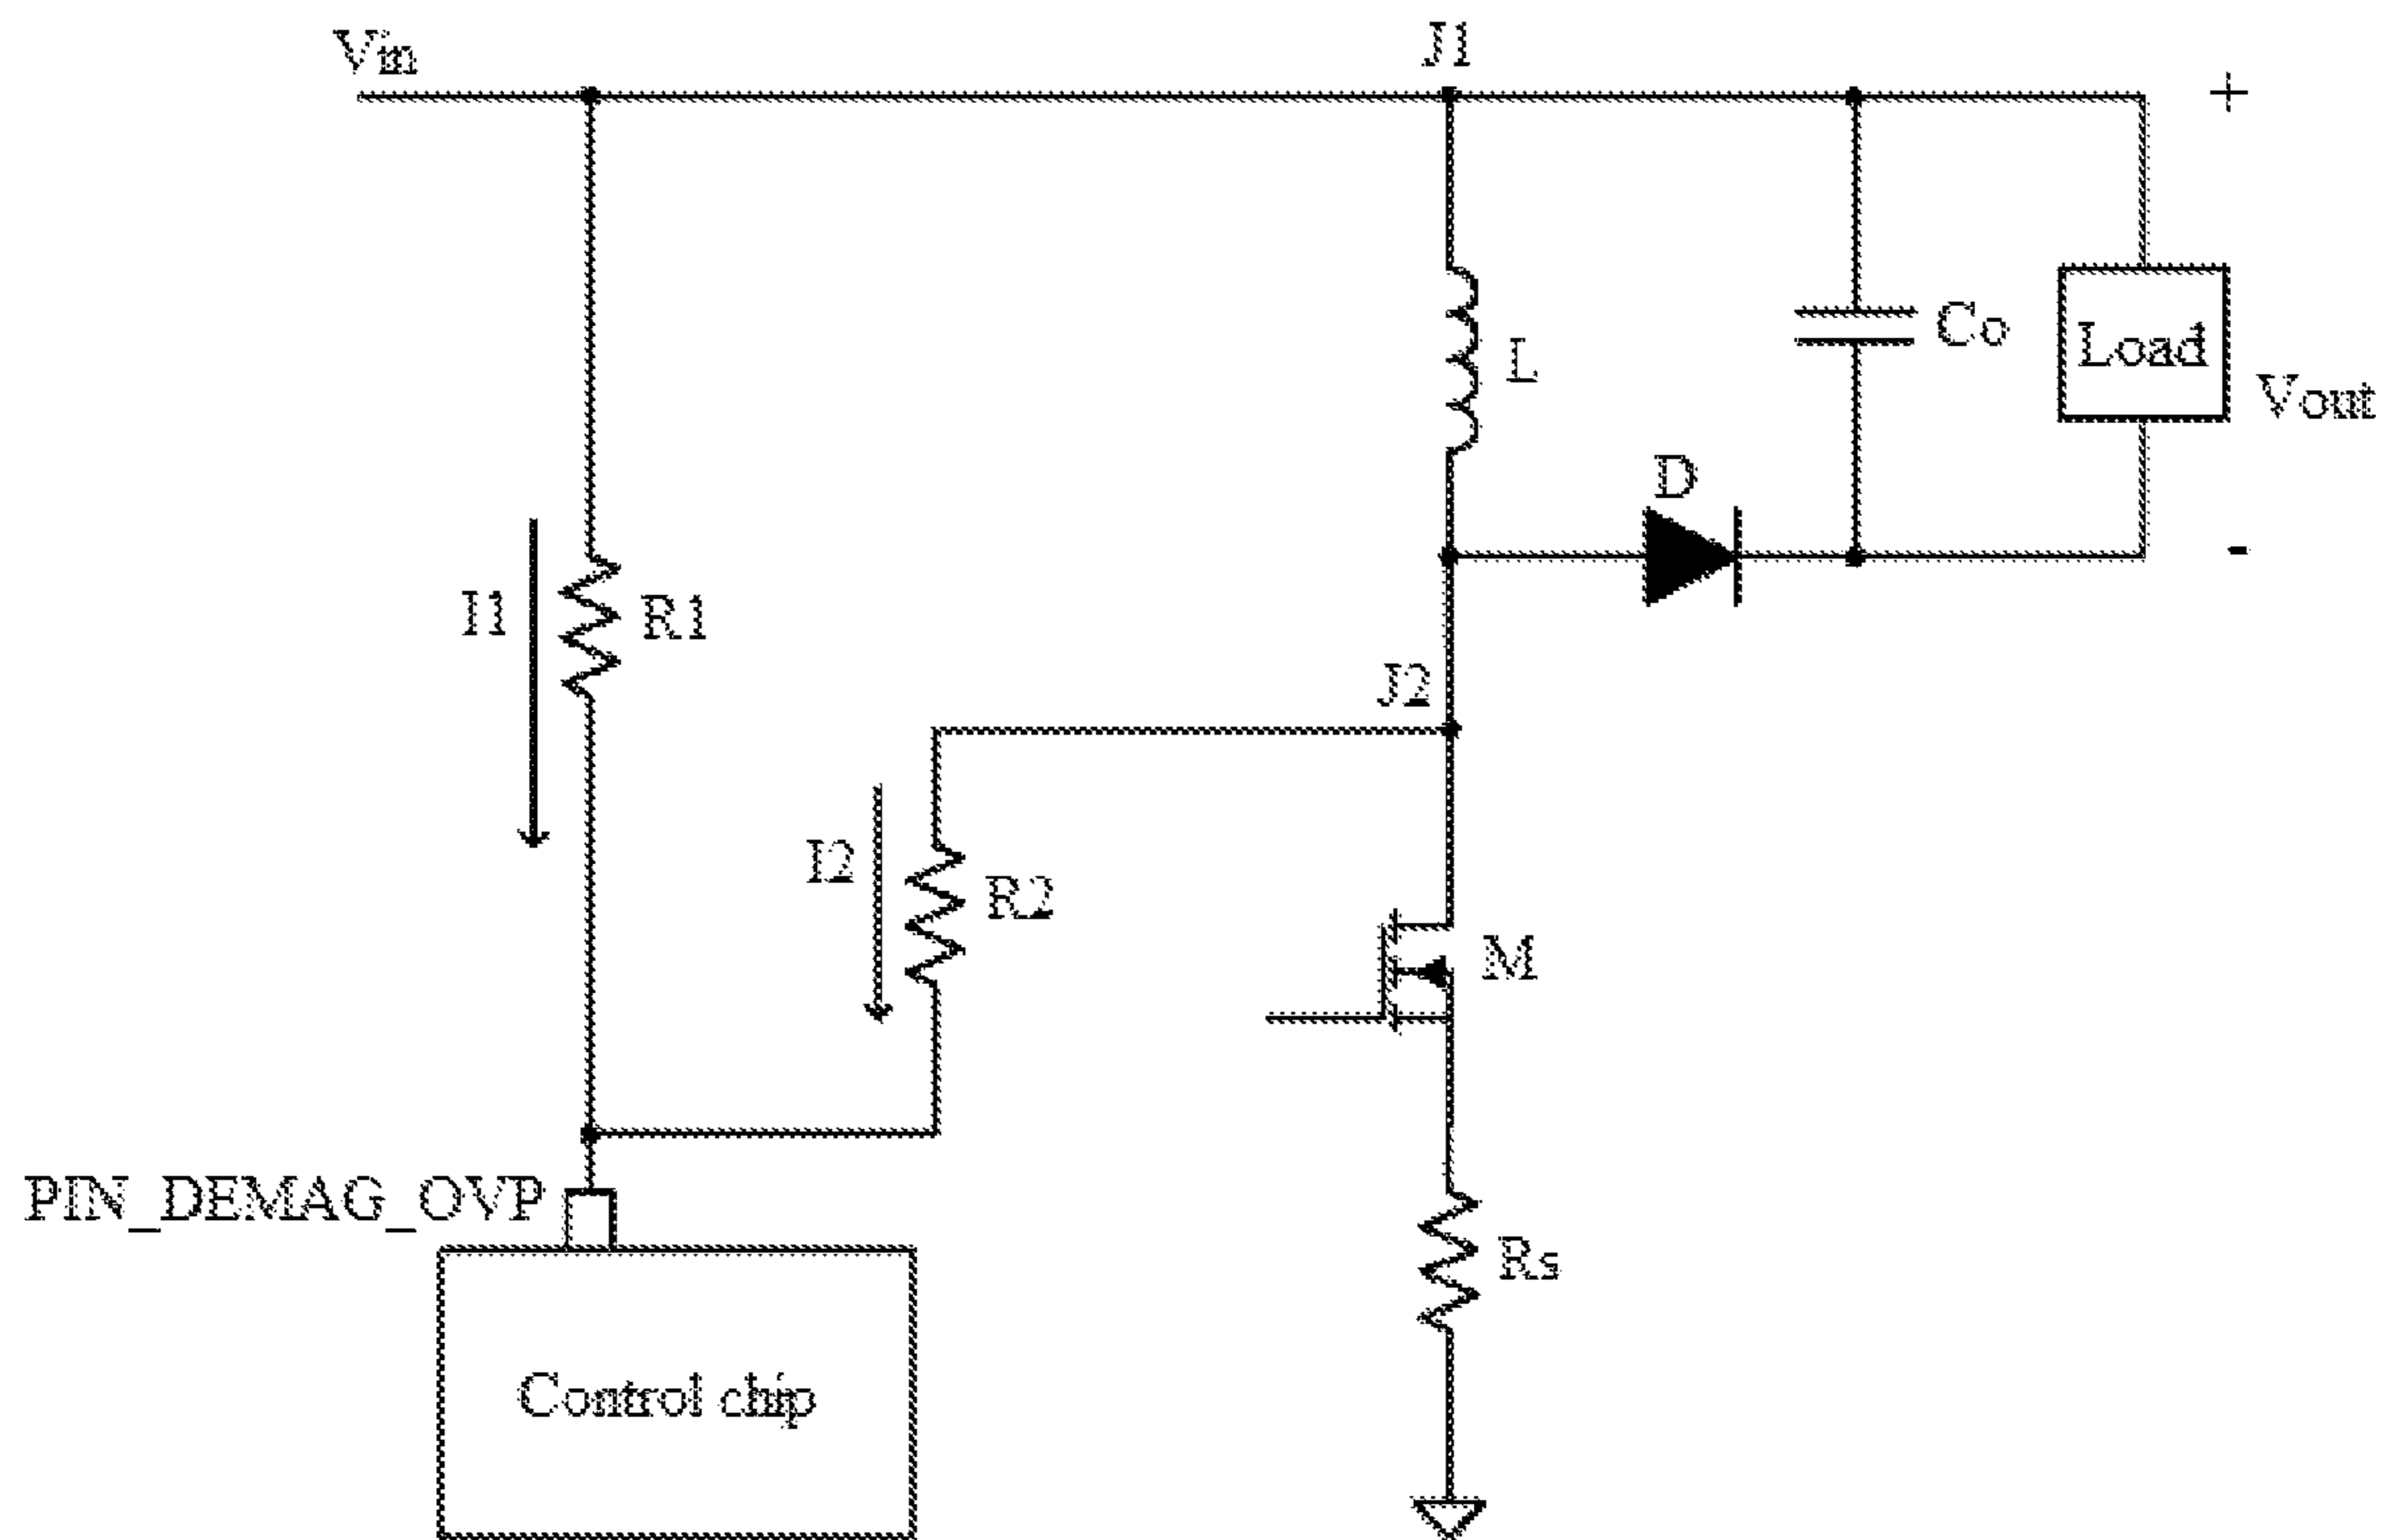 Vin
J1
+
Co
Load
L
Vout
D
-
I1
R1
J2
I2
R2
M
PIN_DEMAG_OVP
Rs
Control chip